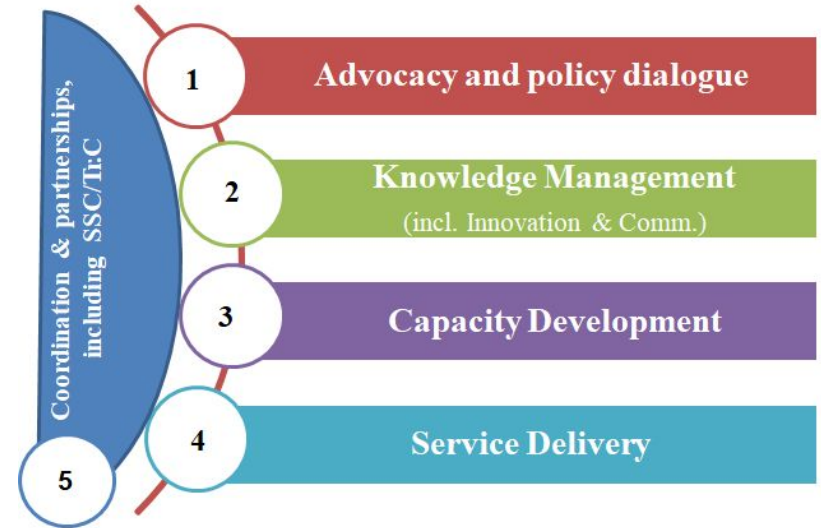 Coordination & partnerships,
including SSC/Tr.C
1
Advocacy and policy dialogue
2
Knowledge Management
(incl. Innovation & Comm.)
3
Capacity Development
4
Service Delivery
5